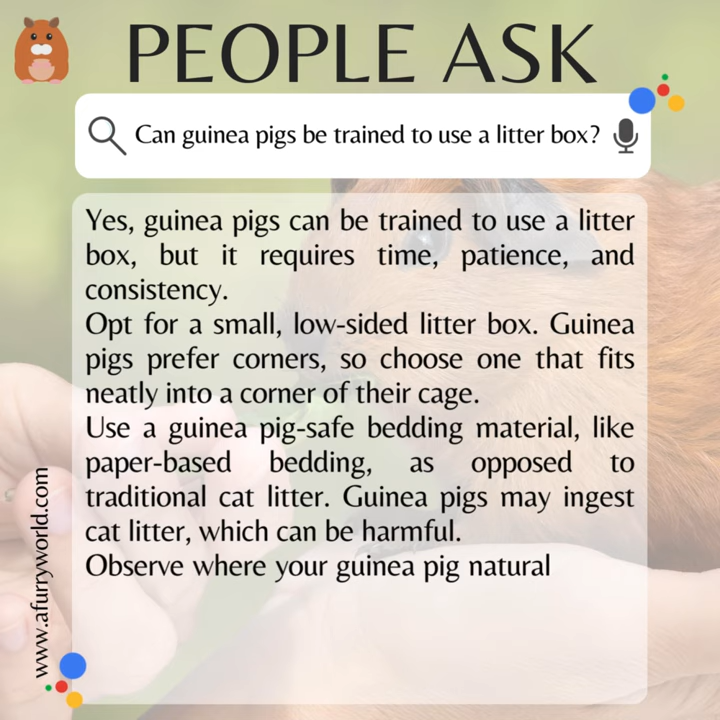 PEOPLE ASK
Can guinea pigs be trained to use a litter box?
Yes, guinea pigs can be trained to use a litter
box, but it requires time, patience, and
consistency.
Opt for a small, low-sided litter box. Guinea
pigs prefer corners, so choose one that fits
neatly into a corner of their cage.
Use a guinea pig-safe bedding material, like
paper-based bedding, as opposed to
traditional cat litter. Guinea pigs may ingest
cat litter, which can be harmful.
Observe where your guinea pig natural
www.afurryworld.com